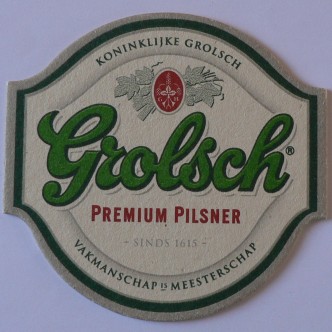 KONINKLIJKE GROLSCH
Grolsch®
PREMIUM PILSNER
- SINDS 1615 -
VAKMANSCHAP IS MEESTERSCHAP